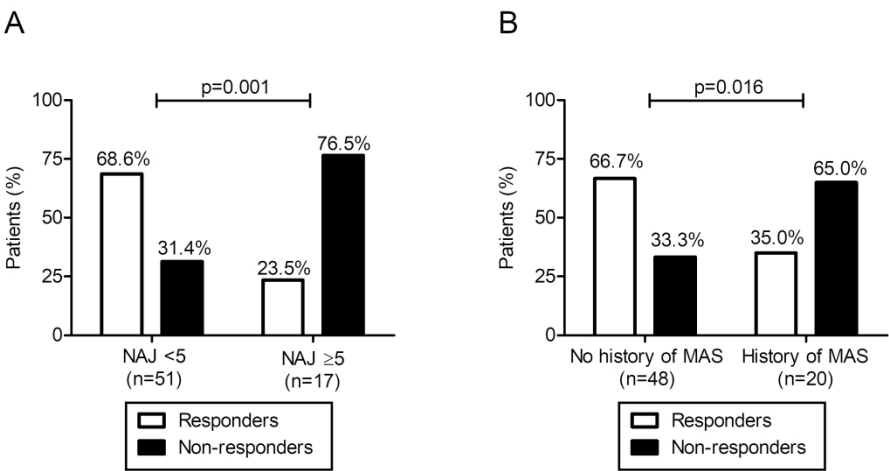 A
p=0.001
100
75
50
25
0
Patients (%)
68.6%
31.4%
23.5%
76.5%
NAJ <5
(n=51)
NAJ ≥5
(n=17)
Responders
Non-responders
B
p=0.016
100
75
50
25
0
Patients (%)
66.7%
33.3%
35.0%
65.0%
No history of MAS
(n=48)
History of MAS
(n=20)
Responders
Non-responders